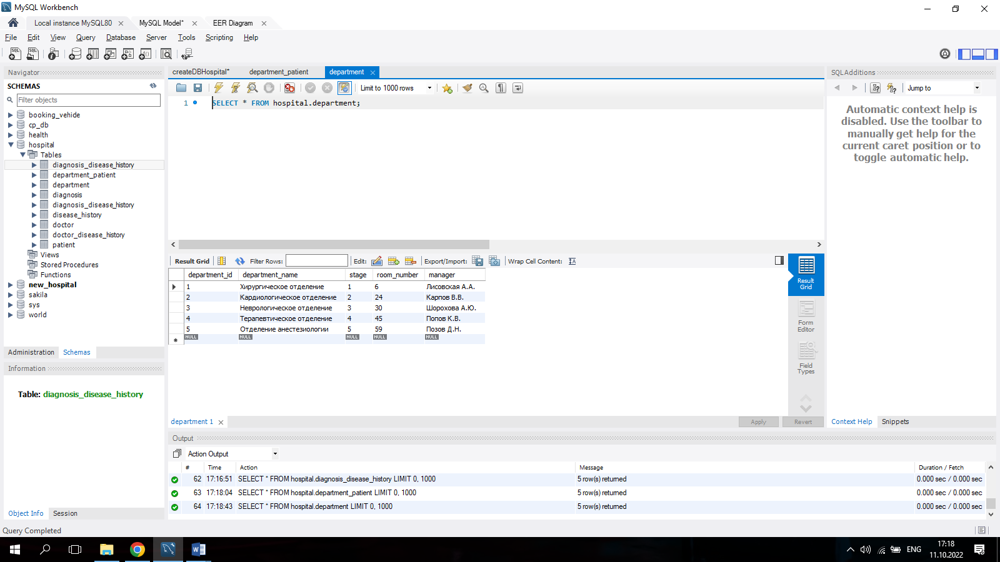 MySQL Workbench
Local instance MySQL80
MySQL Model*
EER Diagram
File Edit View Query Database Server Tools Scripting Help
Navigator
SCHEMAS
Filter objects
booking_vehide
cp_db
health
hospital
Tables
diagnosis_disease_history
department_patient
department
diagnosis
diagnosis_disease_history
disease_history
doctor
doctor_disease_history
patient
Views
Stored Procedures
Functions
new_hospital
sakila
sys
world
Administration Schemas
Information
Table: diagnosis_disease_history
Object Info Session
createDBHospital* department_patient department
Limit to 1000 rows
1 SELECT * FROM hospital.department;
Result Grid Filter Rows: Edit: Export/Import: Wrap Cell Content:
department_id department_name stage room_number manager
1 Хирургическое отделение 1 6 Лисовская А.А.
2 Кардиологическое отделение 2 24 Карпов В.В.
3 Неврологическое отделение 3 30 Шорохова А.Ю.
4 Терапевтическое отделение 4 45 Попов К.В.
5 Отделение анестезиологии 5 59 Позов Д.Н.
NULL NULL NULL NULL NULL
Result
Grid
Form
Editor
Field
Types
department 1
Apply Revert
SQLAdditions
Jump to
Automatic context help is
disabled. Use the toolbar to
manually get help for the
current caret position or to
toggle automatic help.
Context Help Snippets
Output
Action Output
# Time Action Message Duration / Fetch
62 17:16:51 SELECT * FROM hospital.diagnosis_disease_history LIMIT 0, 1000 5 row(s) returned 0.000 sec / 0.000 sec
63 17:18:04 SELECT * FROM hospital.department_patient LIMIT 0, 1000 5 row(s) returned 0.000 sec / 0.000 sec
64 17:18:43 SELECT * FROM hospital.department LIMIT 0, 1000 5 row(s) returned 0.000 sec / 0.000 sec
Query Completed
ENG
17:18
11.10.2022